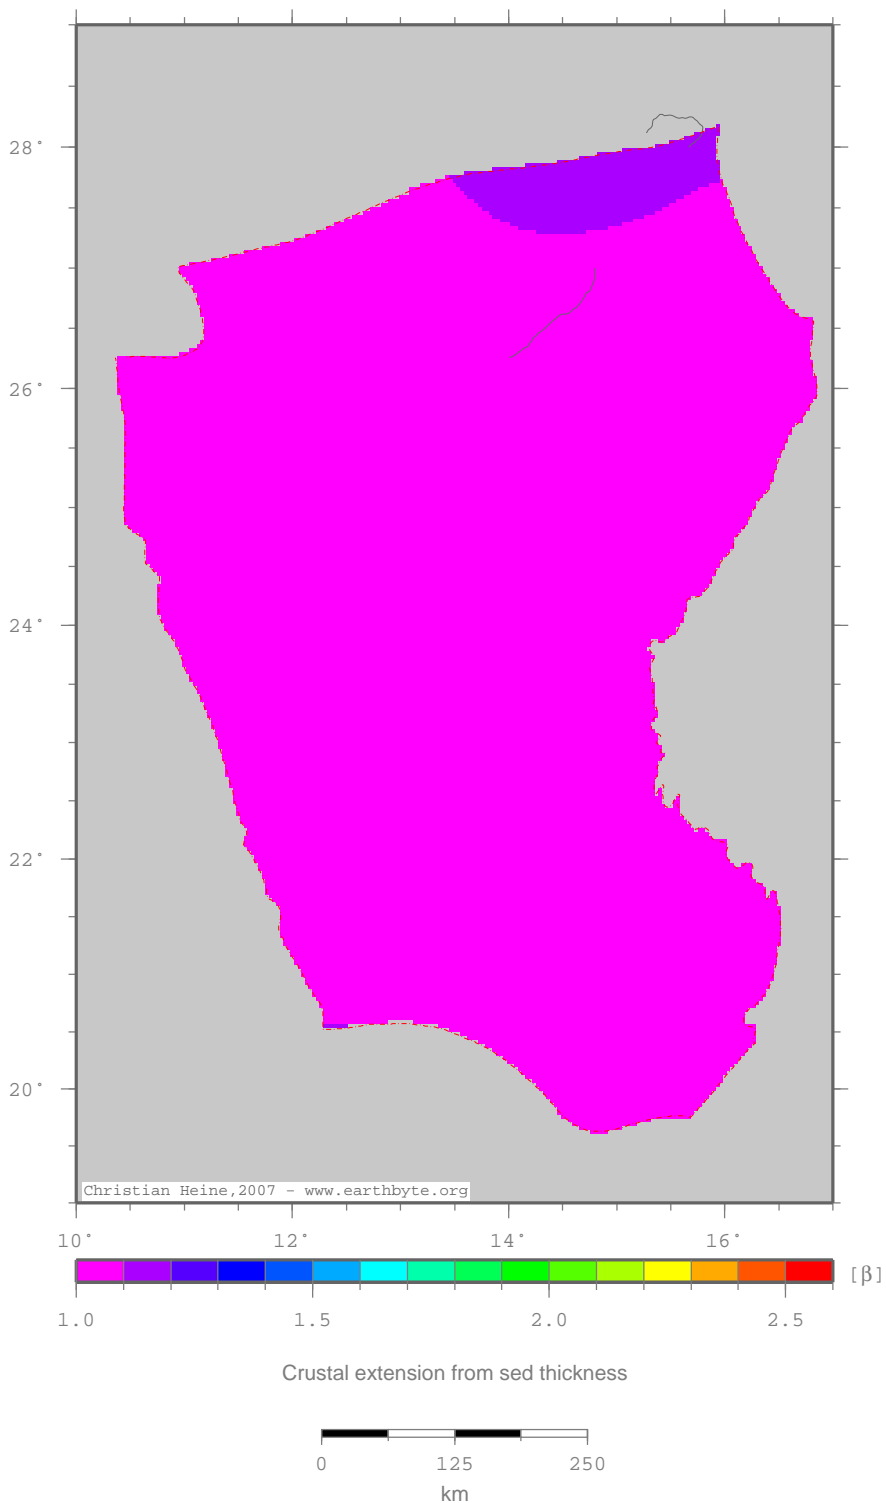 28°
26°
24°
22°
20°
Christian Heine,2007 - www.earthbyte.org
10° 12° 14° 16°
[β]
1.0 1.5 2.0 2.5
Crustal extension from sed thickness
0 125 250
km